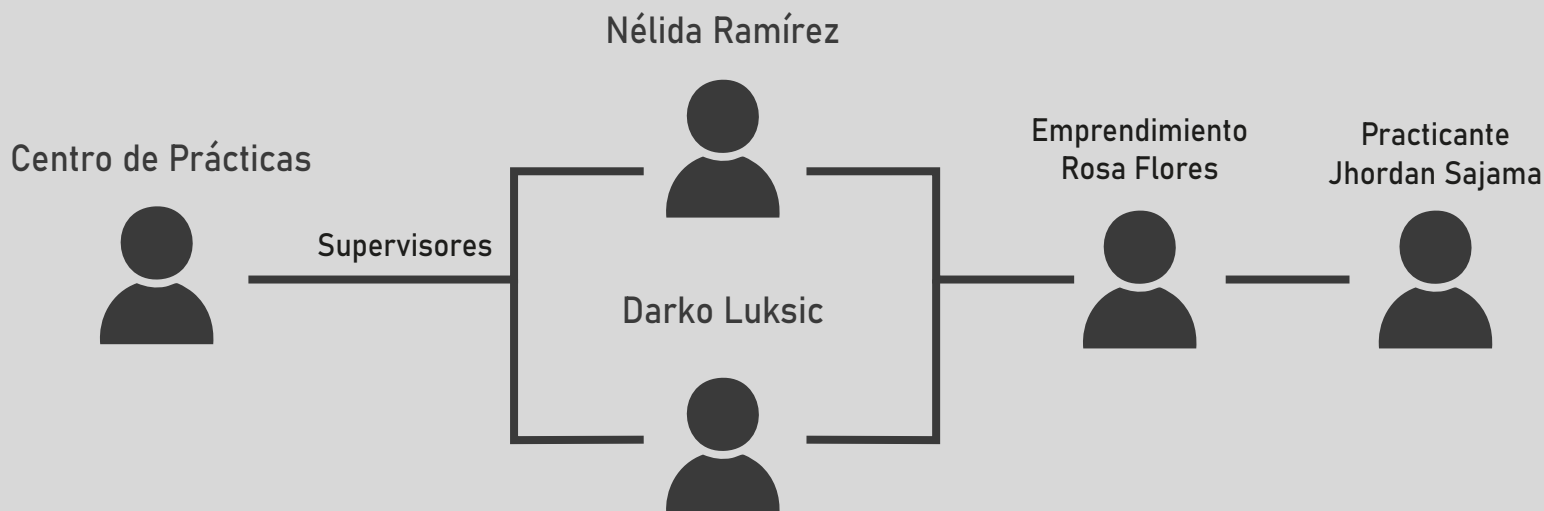 Nélida Ramírez
Centro de Prácticas
Supervisores
Darko Luksic
Emprendimiento
Rosa Flores
Practicante
Jhordan Sajama